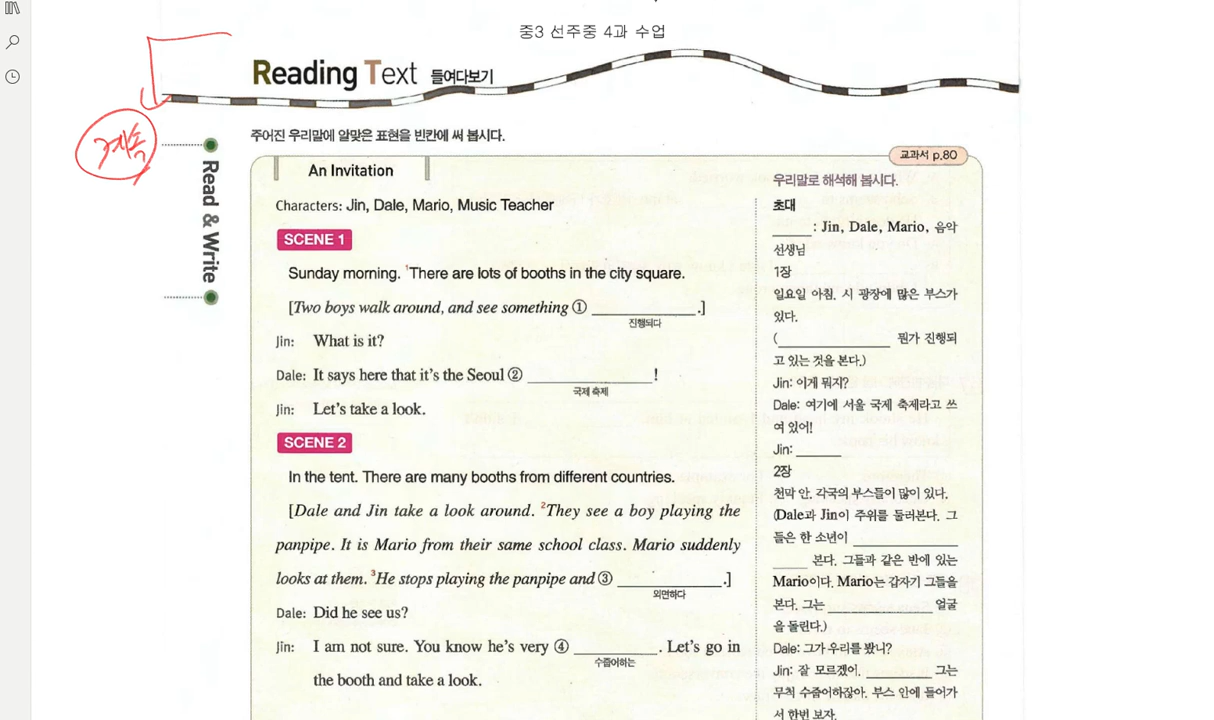 중3 선주중 4과 수업
Reading Text 들여다보기
계속
주어진 우리말에 알맞은 표현을 빈칸에 써 봅시다.
Read & Write
교과서 p.80
An Invitation
Characters: Jin, Dale, Mario, Music Teacher
SCENE 1
Sunday morning. 1There are lots of booths in the city square.
[Two boys walk around, and see something ① ____________.]
진행되다
Jin: What is it?
Dale: It says here that it's the Seoul ② ______________!
국제 축제
Jin: Let's take a look.
SCENE 2
In the tent. There are many booths from different countries.
[Dale and Jin take a look around. 2They see a boy playing the
panpipe. It is Mario from their same school class. Mario suddenly
looks at them. 3He stops playing the panpipe and ③ ____________.]
외면하다
Dale: Did he see us?
Jin: I am not sure. You know he's very ④ __________. Let's go in
수줍어하는
the booth and take a look.
우리말로 해석해 봅시다.
초대
_____: Jin, Dale, Mario, 음악
선생님
1장
일요일 아침. 시 광장에 많은 부스가
있다.
(______________ 뭔가 진행되
고 있는 것을 본다.)
Jin: 이게 뭐지?
Dale: 여기에 서울 국제 축제라고 쓰
여 있어!
Jin: ______
2장
천막 안. 각국의 부스들이 많이 있다.
(Dale과 Jin이 주위를 둘러본다. 그
들은 한 소년이 _____________
____ 본다. 그들과 같은 반에 있는
Mario이다. Mario는 갑자기 그들을
본다. 그는 _____________ 얼굴
을 돌린다.)
Dale: 그가 우리를 봤니?
Jin: 잘 모르겠어. ________ 그는
무척 수줍어하잖아. 부스 안에 들어가
서 한번 보자.